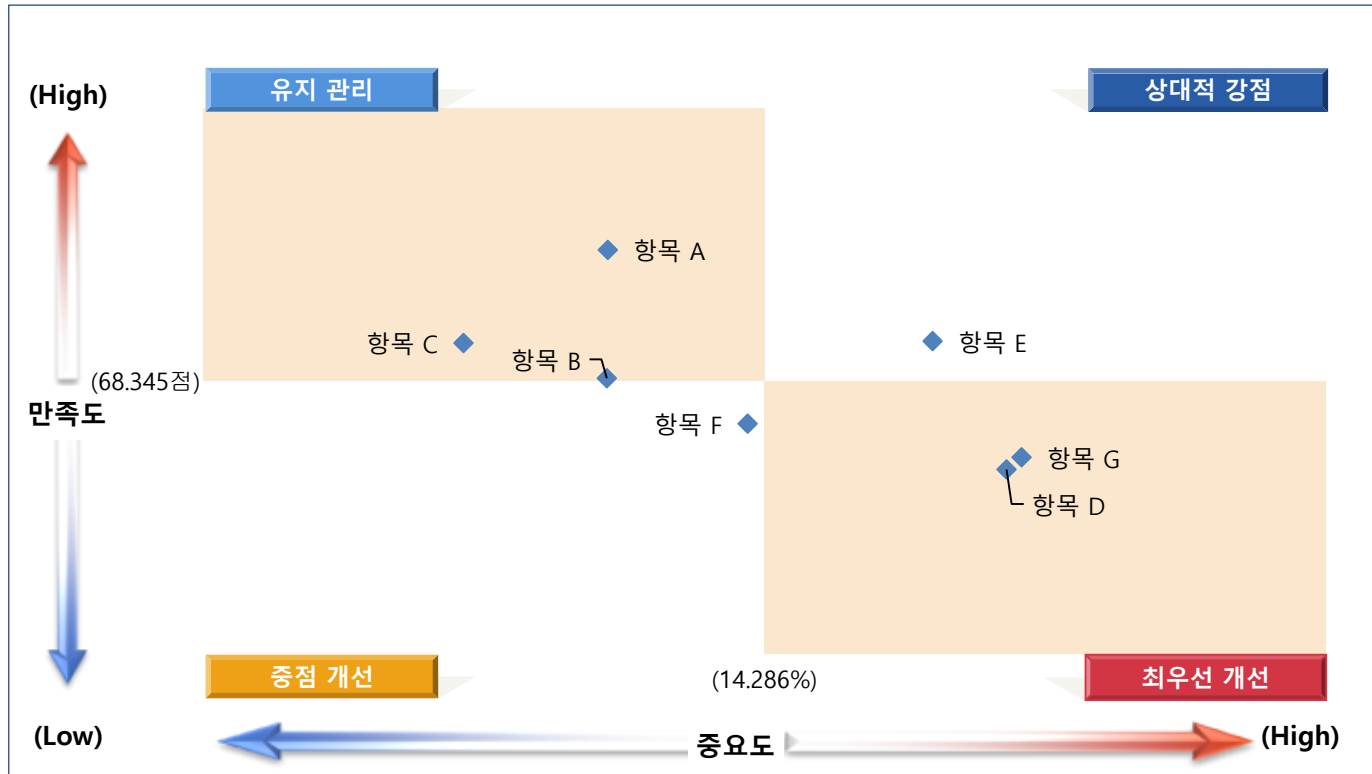 유지 관리
상대적 강점
(High)
항목 A
항목 C
항목 B
항목 E
(68.345점)
만족도
항목 F
항목 G
항목 D
중점 개선
(14.286%)
최우선 개선
(Low)
중요도
(High)